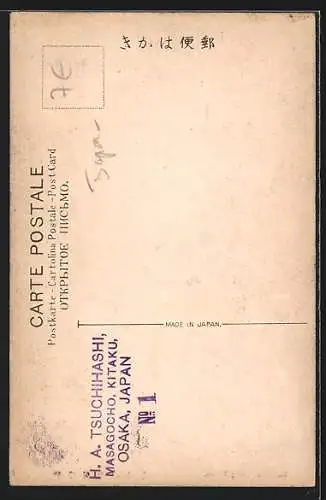 郵便はかき
7€
Japan
CARTE POSTALE
Postkarte - Cartolina Postale - Post Card
ОТКРЫТОЕ ПИСЬМО.
MADE IN JAPAN.
H. A. TSUCHIHASHI,
MASAGOCHO, KITAKU,
OSAKA, JAPAN
№ 1